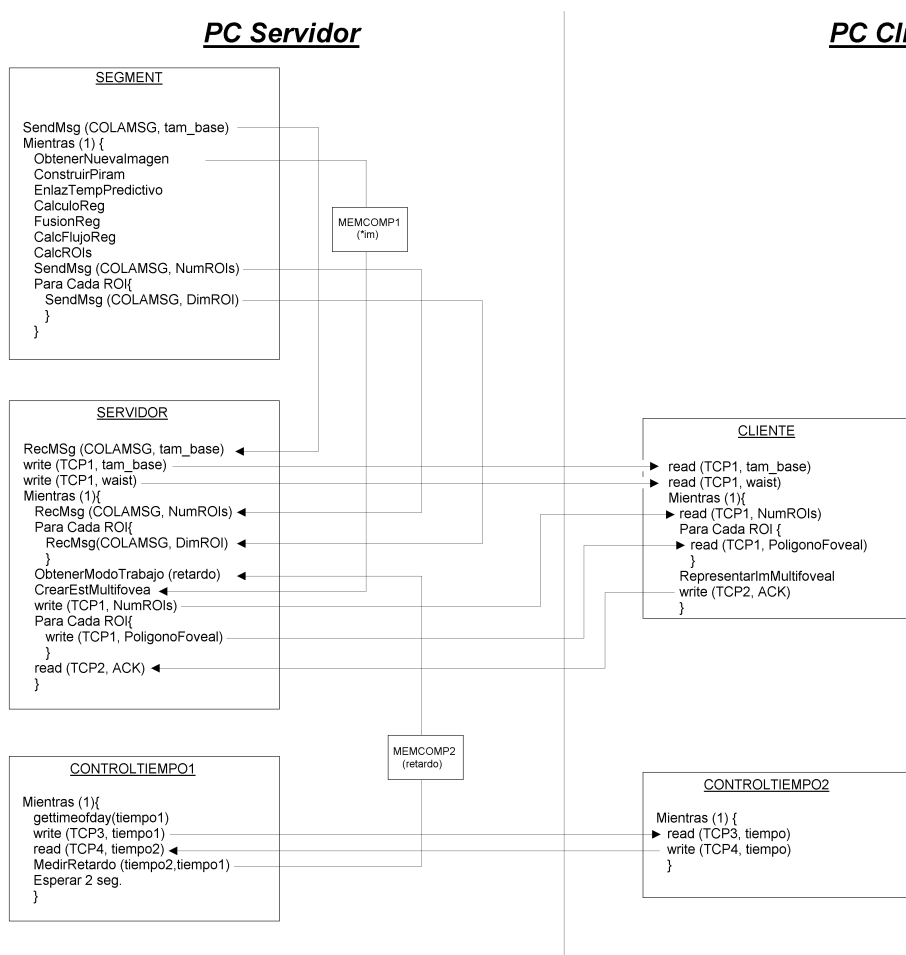 PC Servidor
PC Cl
SEGMENT
SendMsg (COLAMSG, tam_base)
Mientras (1) {
ObtenerNuevaImagen
ConstruirPiram
EnlazTempPredictivo
CalculoReg
FusionReg
CalcFlujoReg
CalcROIs
SendMsg (COLAMSG, NumROIs)
Para Cada ROI{
SendMsg (COLAMSG, DimROI)
}
}
MEMCOMP1
(*im)
SERVIDOR
RecMSg (COLAMSG, tam_base)
write (TCP1, tam_base)
write (TCP1, waist)
Mientras (1){
RecMsg (COLAMSG, NumROIs)
Para Cada ROI{
RecMsg(COLAMSG, DimROI)
}
ObtenerModoTrabajo (retardo)
CrearEstMultifovea
write (TCP1, NumROIs)
Para Cada ROI{
write (TCP1, PoligonoFoveal)
}
read (TCP2, ACK)
}
CLIENTE
read (TCP1, tam_base)
read (TCP1, waist)
Mientras (1){
read (TCP1, NumROIs)
Para Cada ROI {
read (TCP1, PoligonoFoveal)
}
RepresentarImMultifoveal
write (TCP2, ACK)
}
MEMCOMP2
(retardo)
CONTROLTIEMPO1
Mientras (1){
gettimeofday(tiempo1)
write (TCP3, tiempo1)
read (TCP4, tiempo2)
MedirRetardo (tiempo2,tiempo1)
Esperar 2 seg.
}
CONTROLTIEMPO2
Mientras (1) {
read (TCP3, tiempo)
write (TCP4, tiempo)
}